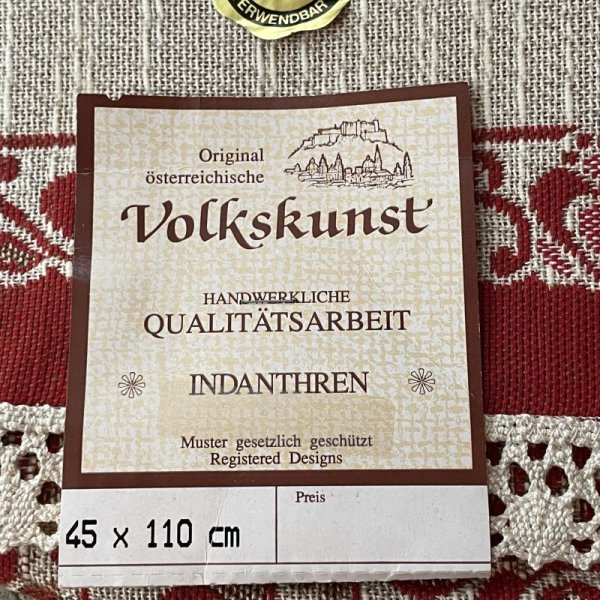 ERWENDBAR
Original
österreichische
Volkskunst
HANDWERKLICHE
QUALITÄTSARBEIT
INDANTHREN
Muster gesetzlich geschützt
Registered Designs
Preis
45 x 110 cm